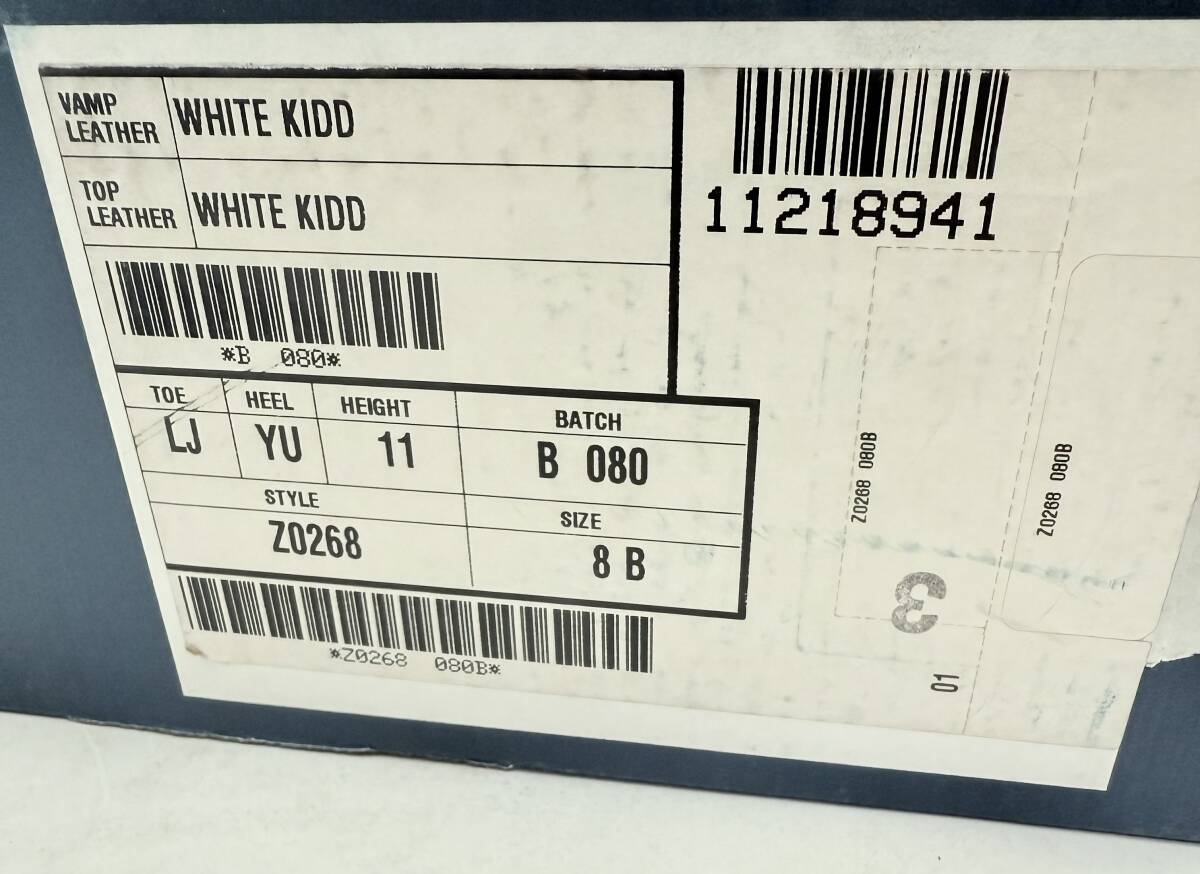 VAMP
LEATHER
WHITE KIDD
TOP
LEATHER
WHITE KIDD
*B 080*
TOE
HEEL
HEIGHT
BATCH
LJ
YU
11
B 080
STYLE
SIZE
Z0268
8 B
*Z0268 080B*
11218941
Z0268 080B
Z0268 080B
3
01